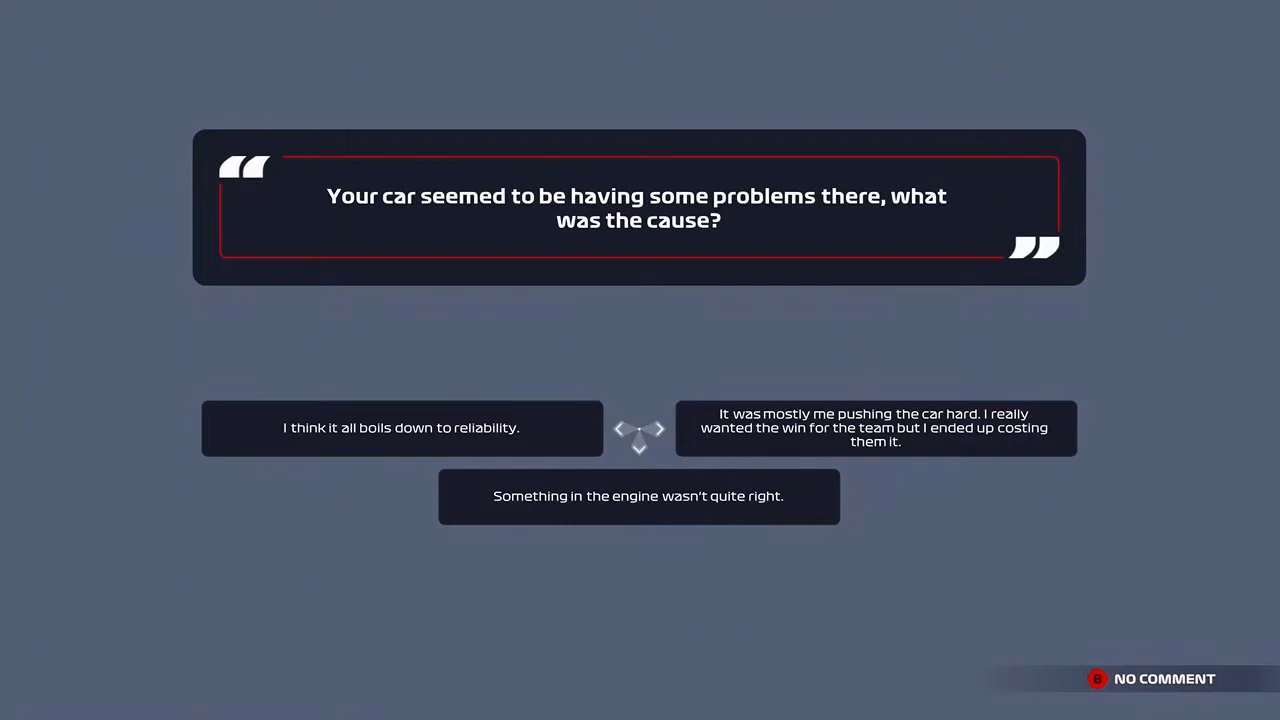 Your car seemed to be having some problems there, what
was the cause?
I think it all boils down to reliability.
It was mostly me pushing the car hard. I really
wanted the win for the team but I ended up costing
them it.
Something in the engine wasn't quite right.
B NO COMMENT